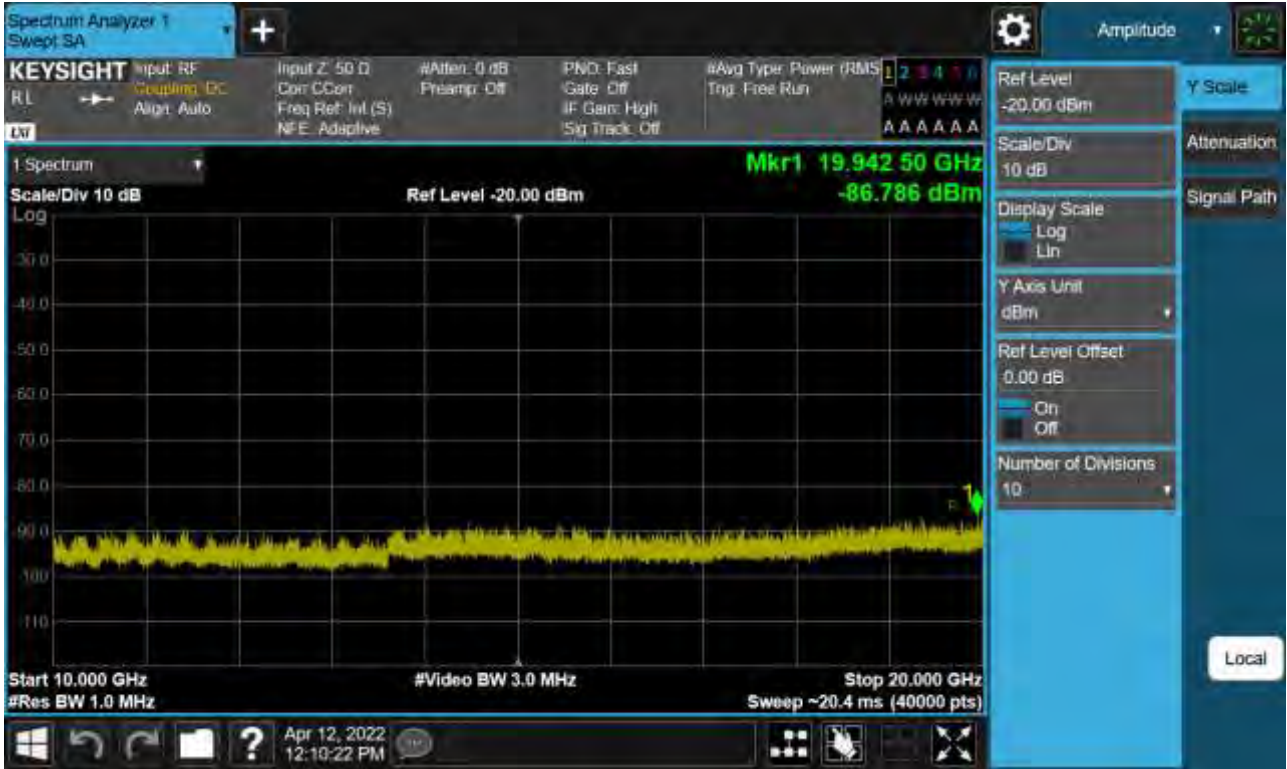 Spectrum Analyzer 1
Swept SA
+
Amplitude
KEYSIGHT
RL
Input: RF
Coupling: DC
Align: Auto
Input Z: 50 Ω
Corr CCorr
Freq Ref: Int (S)
NFE: Adaptive
#Atten: 0 dB
Preamp: Off
PNO: Fast
Gate: Off
IF Gain: High
Sig Track: Off
#Avg Type: Power (RMS
Trig: Free Run
1 2 3 4 5 6
A W W W W W
A A A A A A
LXI
1 Spectrum
Mkr1 19.942 50 GHz
-86.786 dBm
Scale/Div 10 dB
Ref Level -20.00 dBm
Log
-30.0
-40.0
-50.0
-60.0
-70.0
-80.0
-90.0
-100
-110
1
Start 10.000 GHz
#Video BW 3.0 MHz
Stop 20.000 GHz
#Res BW 1.0 MHz
Sweep ~20.4 ms (40000 pts)
Ref Level
-20.00 dBm
Scale/Div
10 dB
Display Scale
Log
Lin
Y Axis Unit
dBm
Ref Level Offset
0.00 dB
On
Off
Number of Divisions
10
Y Scale
Attenuation
Signal Path
Local
?
Apr 12, 2022
12:10:22 PM